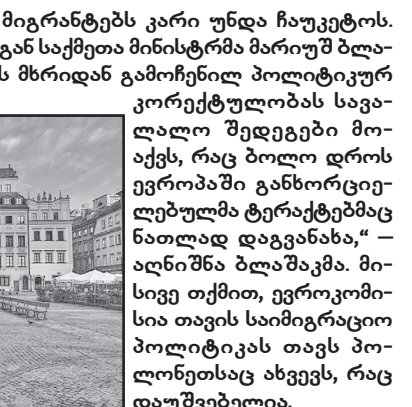 მიგრანტებს კარი უნდა ჩაუკეტოს.
გან საქმეთა მინისტრმა მარიუშ ბლა-
ს მხრიდან გამოჩენილ პოლიტიკურ
კორექტულობას სავა-
ლალო შედეგები მო-
აქვს, რაც ბოლო დროს
ევროპაში განხორციე-
ლებულმა ტერაქტებმაც
ნათლად დაგვანახა,“ —
აღნიშნა ბლაშაკმა. მი-
სივე თქმით, ევროკომი-
სია თავის საიმიგრაციო
პოლიტიკას თავს პო-
ლონეთსაც ახვევს, რაც
დაუშვებელია.